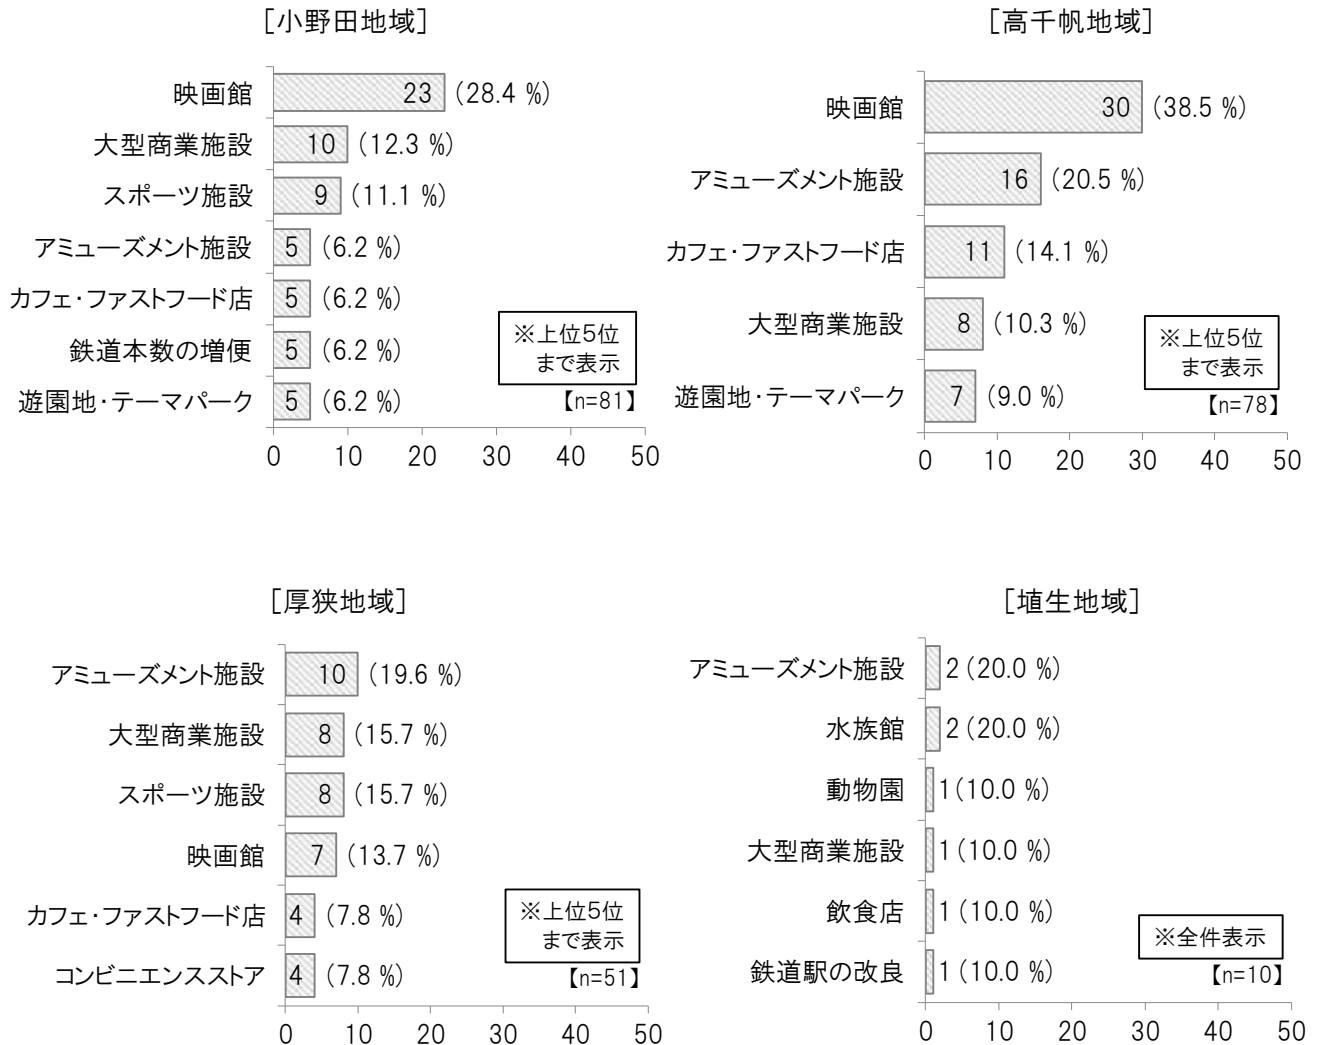 ［小野田地域］
映画館 23 （28.4 %）
大型商業施設 10 （12.3 %）
スポーツ施設 9 （11.1 %）
アミューズメント施設 5 （6.2 %）
カフェ・ファストフード店 5 （6.2 %）
鉄道本数の増便 5 （6.2 %）
遊園地・テーマパーク 5 （6.2 %）
※上位５位
まで表示
【n=81】
0 10 20 30 40 50
［高千帆地域］
映画館 30 （38.5 %）
アミューズメント施設 16 （20.5 %）
カフェ・ファストフード店 11 （14.1 %）
大型商業施設 8 （10.3 %）
遊園地・テーマパーク 7 （9.0 %）
※上位５位
まで表示
【n=78】
0 10 20 30 40 50
［厚狭地域］
アミューズメント施設 10 （19.6 %）
大型商業施設 8 （15.7 %）
スポーツ施設 8 （15.7 %）
映画館 7 （13.7 %）
カフェ・ファストフード店 4 （7.8 %）
コンビニエンスストア 4 （7.8 %）
※上位５位
まで表示
【n=51】
0 10 20 30 40 50
［埴生地域］
アミューズメント施設 2 （20.0 %）
水族館 2 （20.0 %）
動物園 1 （10.0 %）
大型商業施設 1 （10.0 %）
飲食店 1 （10.0 %）
鉄道駅の改良 1 （10.0 %）
※全件表示
【n=10】
0 10 20 30 40 50